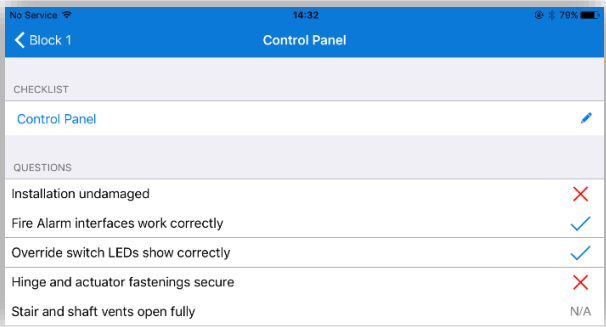 No Service 14:32 79%
Block 1 Control Panel
CHECKLIST
Control Panel
QUESTIONS
Installation undamaged
Fire Alarm interfaces work correctly
Override switch LEDs show correctly
Hinge and actuator fastenings secure
Stair and shaft vents open fully N/A